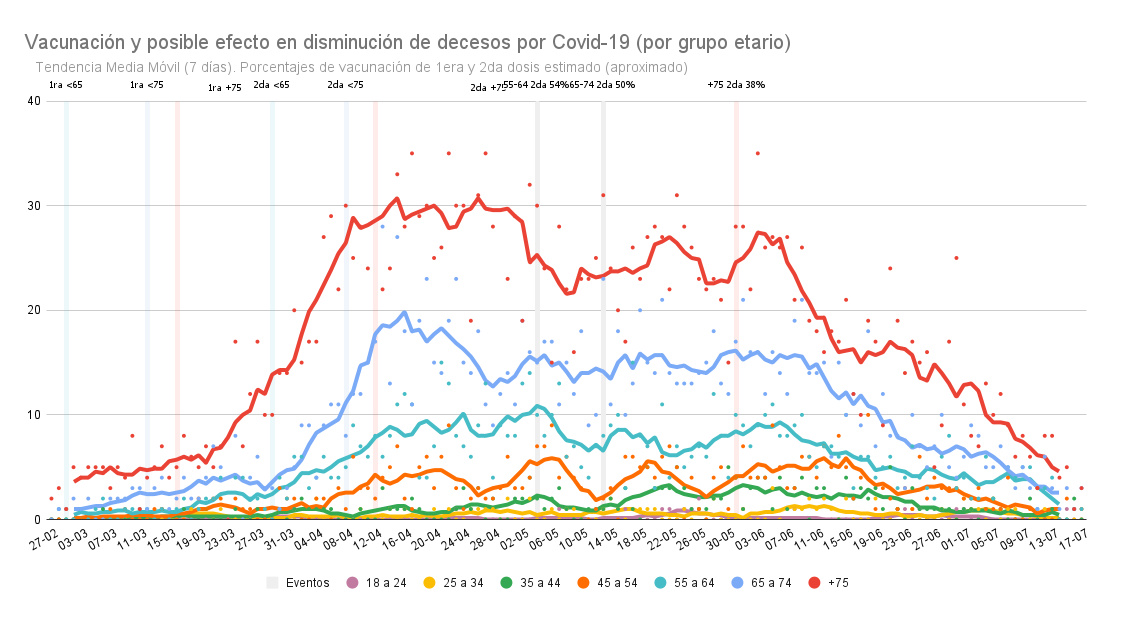 Vacunación y posible efecto en disminución de decesos por Covid-19 (por grupo etario)
Tendencia Media Móvil (7 días). Porcentajes de vacunación de 1era y 2da dosis estimado (aproximado)
1ra <65 1ra <75 1ra +75 2da <65 2da <75 2da +75 55-64 2da 54% 65-74 2da 50% +75 2da 38%
40
30
20
10
0
27-02 03-03 07-03 11-03 15-03 19-03 23-03 27-03 31-03 04-04 08-04 12-04 16-04 20-04 24-04 28-04 02-05 06-05 10-05 14-05 18-05 22-05 26-05 30-05 03-06 07-06 11-06 15-06 19-06 23-06 27-06 01-07 05-07 09-07 13-07 17-07
Eventos 18 a 24 25 a 34 35 a 44 45 a 54 55 a 64 65 a 74 +75